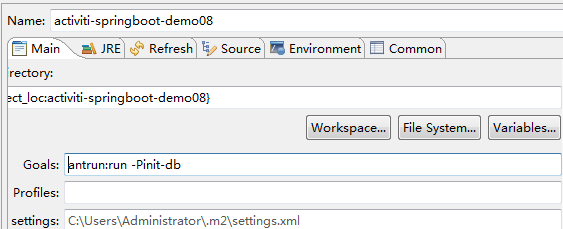 Name: activiti-springboot-demo08
Main JRE Refresh Source Environment Common
rectory:
ect_loc:activiti-springboot-demo08}
Workspace... File System... Variables...
Goals: antrun:run -Pinit-db
Profiles:
settings: C:\Users\Administrator\.m2\settings.xml